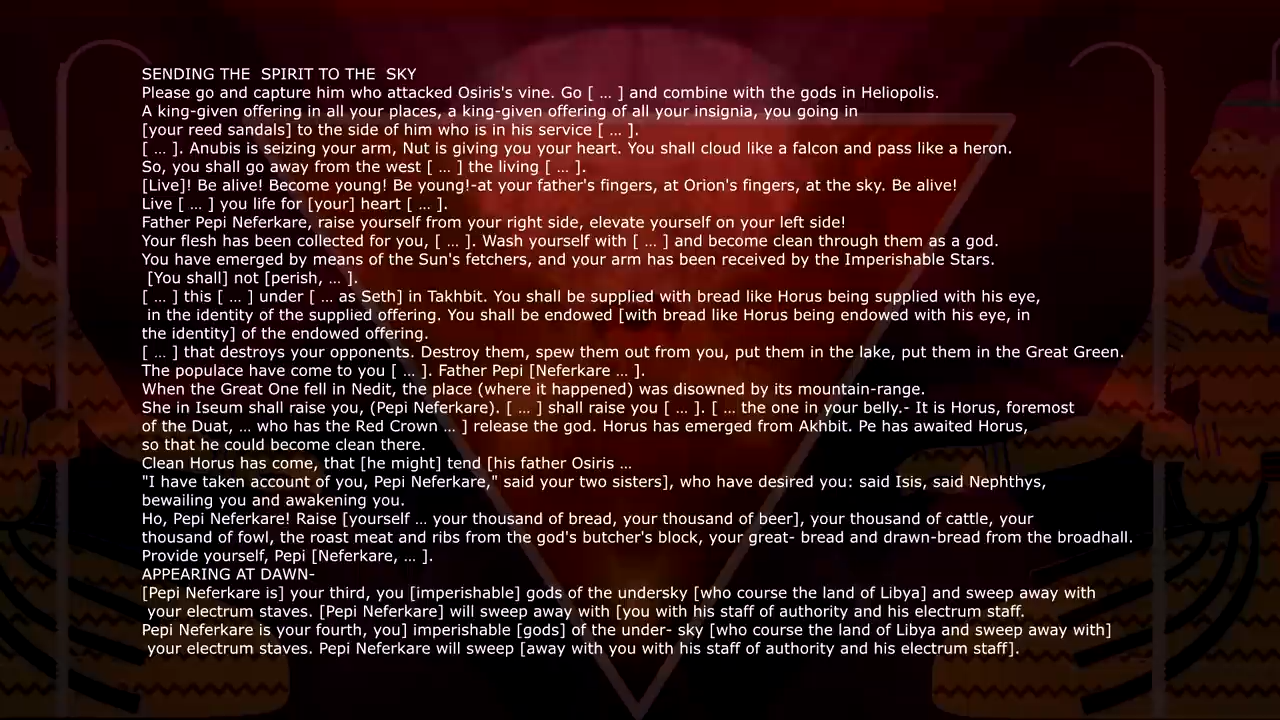 SENDING THE  SPIRIT TO THE  SKY
Please go and capture him who attacked Osiris's vine. Go [ … ] and combine with the gods in Heliopolis.
A king-given offering in all your places, a king-given offering of all your insignia, you going in
[your reed sandals] to the side of him who is in his service [ … ].
[ … ]. Anubis is seizing your arm, Nut is giving you your heart. You shall cloud like a falcon and pass like a heron.
So, you shall go away from the west [ … ] the living [ … ].
[Live]! Be alive! Become young! Be young!-at your father's fingers, at Orion's fingers, at the sky. Be alive!
Live [ … ] you life for [your] heart [ … ].
Father Pepi Neferkare, raise yourself from your right side, elevate yourself on your left side!
Your flesh has been collected for you, [ … ]. Wash yourself with [ … ] and become clean through them as a god.
You have emerged by means of the Sun's fetchers, and your arm has been received by the Imperishable Stars.
[You shall] not [perish, … ].
[ … ] this [ … ] under [ … as Seth] in Takhbit. You shall be supplied with bread like Horus being supplied with his eye,
in the identity of the supplied offering. You shall be endowed [with bread like Horus being endowed with his eye, in
the identity] of the endowed offering.
[ … ] that destroys your opponents. Destroy them, spew them out from you, put them in the lake, put them in the Great Green.
The populace have come to you [ … ]. Father Pepi [Neferkare … ].
When the Great One fell in Nedit, the place (where it happened) was disowned by its mountain-range.
She in Iseum shall raise you, (Pepi Neferkare). [ … ] shall raise you [ … ]. [ … the one in your belly.- It is Horus, foremost
of the Duat, … who has the Red Crown … ] release the god. Horus has emerged from Akhbit. Pe has awaited Horus,
so that he could become clean there.
Clean Horus has come, that [he might] tend [his father Osiris …
"I have taken account of you, Pepi Neferkare," said your two sisters], who have desired you: said Isis, said Nephthys,
bewailing you and awakening you.
Ho, Pepi Neferkare! Raise [yourself … your thousand of bread, your thousand of beer], your thousand of cattle, your
thousand of fowl, the roast meat and ribs from the god's butcher's block, your great- bread and drawn-bread from the broadhall.
Provide yourself, Pepi [Neferkare, … ].
APPEARING AT DAWN-
[Pepi Neferkare is] your third, you [imperishable] gods of the undersky [who course the land of Libya] and sweep away with
your electrum staves. [Pepi Neferkare] will sweep away with [you with his staff of authority and his electrum staff.
Pepi Neferkare is your fourth, you] imperishable [gods] of the under- sky [who course the land of Libya and sweep away with]
your electrum staves. Pepi Neferkare will sweep [away with you with his staff of authority and his electrum staff].